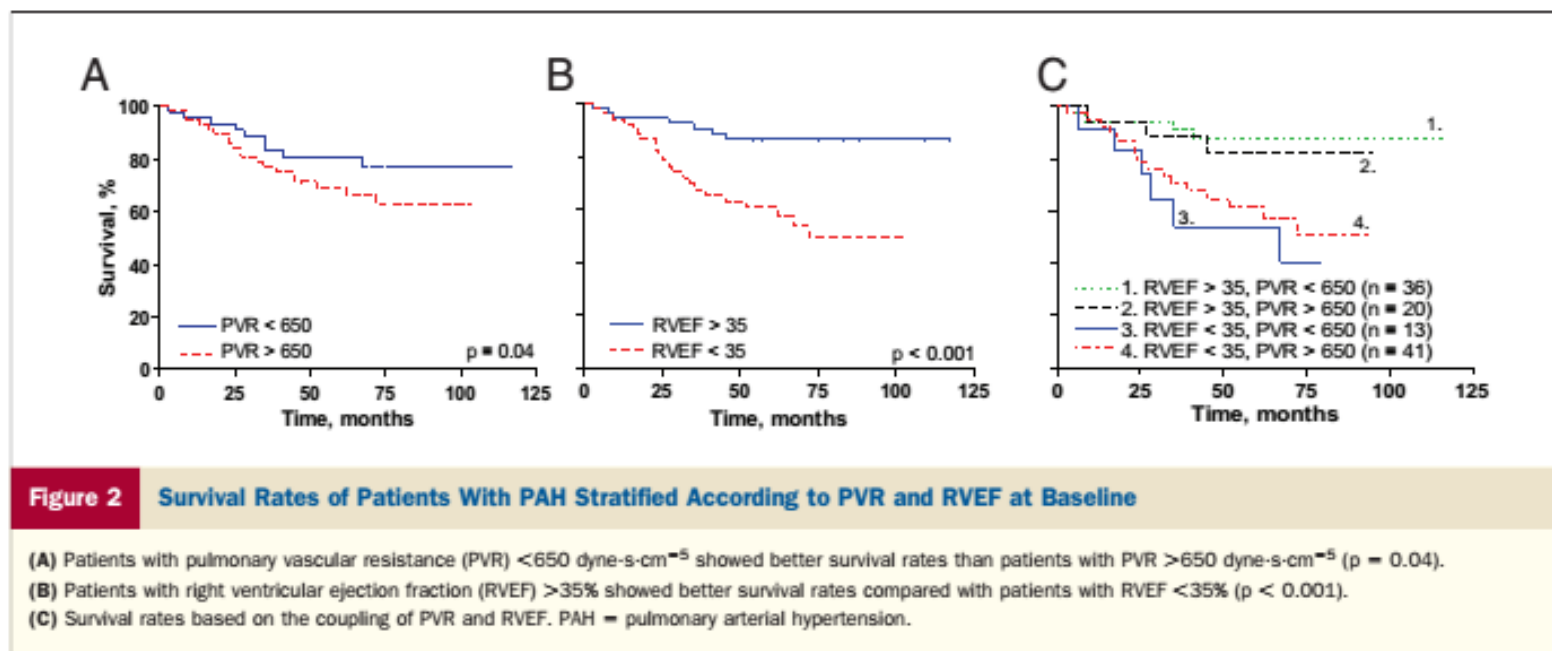 A
B
C
100
80
60
40
20
0
Survival, %
PVR < 650
PVR > 650
p = 0.04
0 25 50 75 100 125
Time, months
RVEF > 35
RVEF < 35
p < 0.001
0 25 50 75 100 125
Time, months
1.
2.
3.
4.
1. RVEF > 35, PVR < 650 (n = 36)
2. RVEF > 35, PVR > 650 (n = 20)
3. RVEF < 35, PVR < 650 (n = 13)
4. RVEF < 35, PVR > 650 (n = 41)
0 25 50 75 100 125
Time, months
Figure 2 Survival Rates of Patients With PAH Stratified According to PVR and RVEF at Baseline
(A) Patients with pulmonary vascular resistance (PVR) <650 dyne·s·cm⁻⁵ showed better survival rates than patients with PVR >650 dyne·s·cm⁻⁵ (p = 0.04).
(B) Patients with right ventricular ejection fraction (RVEF) >35% showed better survival rates compared with patients with RVEF <35% (p < 0.001).
(C) Survival rates based on the coupling of PVR and RVEF. PAH = pulmonary arterial hypertension.